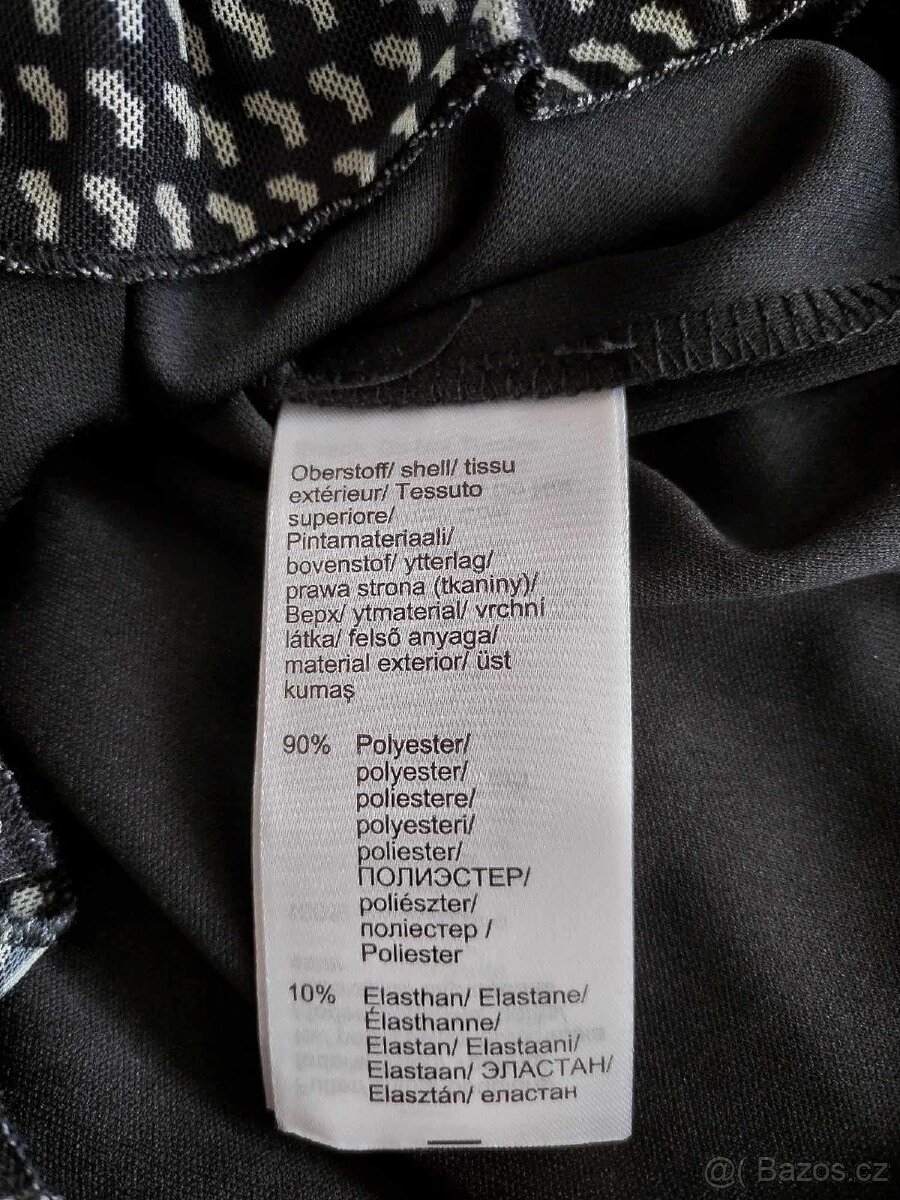 Oberstoff/ shell/ tissu
extérieur/ Tessuto
superiore/
Pintamateriaali/
bovenstof/ ytterlag/
prawa strona (tkaniny)/
Верх/ ytmaterial/ vrchní
látka/ felső anyaga/
material exterior/ üst
kumaş
90% Polyester/
polyester/
poliestere/
polyesteri/
poliester/
ПОЛИЭСТЕР/
poliészter/
поліестер /
Poliester
10% Elasthan/ Elastane/
Élasthanne/
Elastan/ Elastaani/
Elastaan/ ЭЛАСТАН/
Elasztán/ еластан
@( Bazos.cz